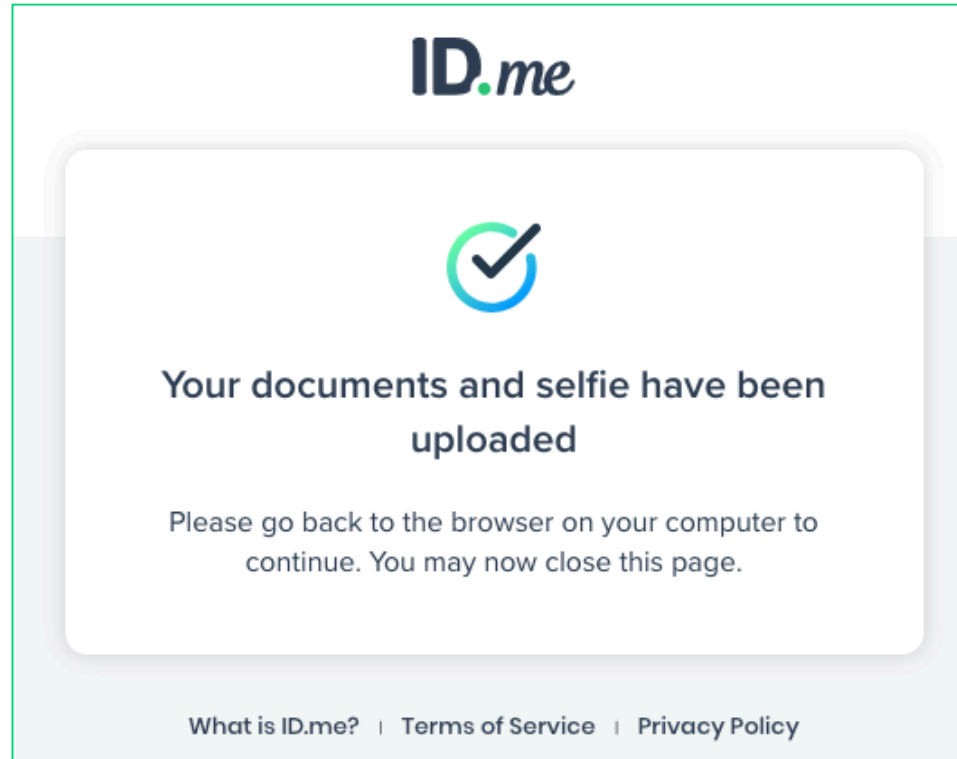 ID.me
Your documents and selfie have been
uploaded
Please go back to the browser on your computer to
continue. You may now close this page.
What is ID.me? | Terms of Service | Privacy Policy